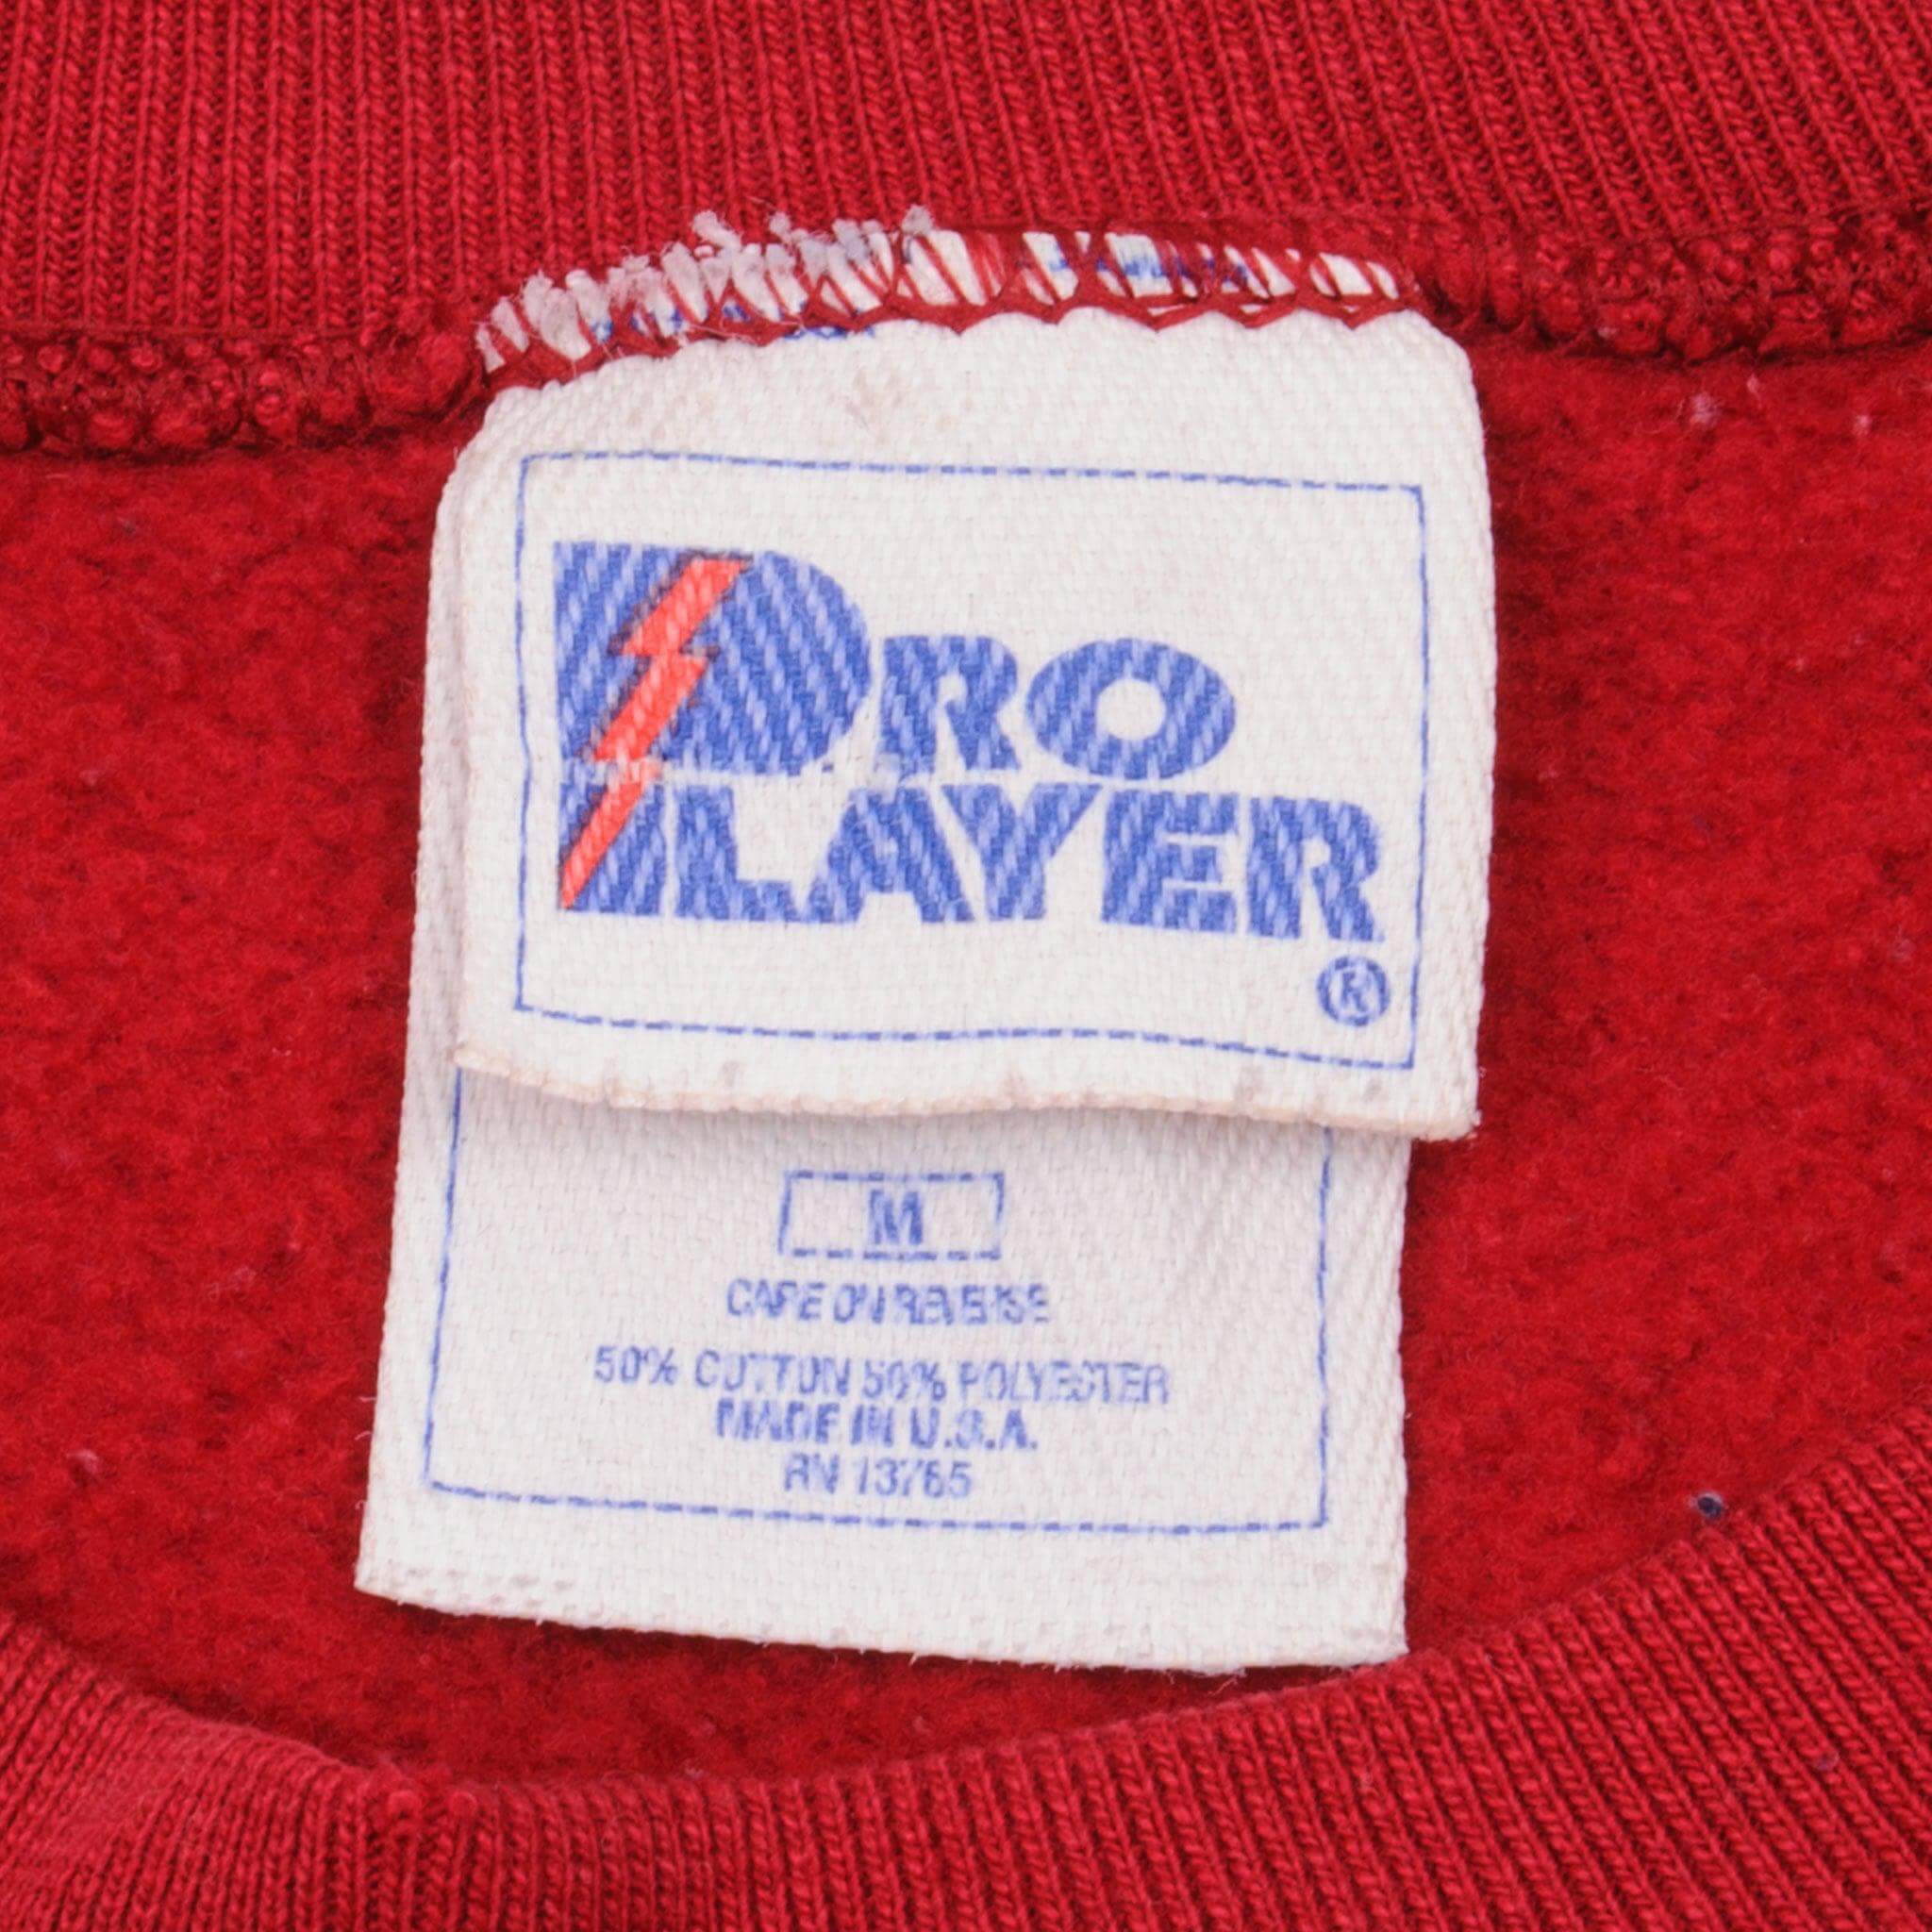 PRO
PLAYER
®
M
CARE ON REVERSE
50% COTTON 50% POLYESTER
MADE IN U.S.A.
RN 13765